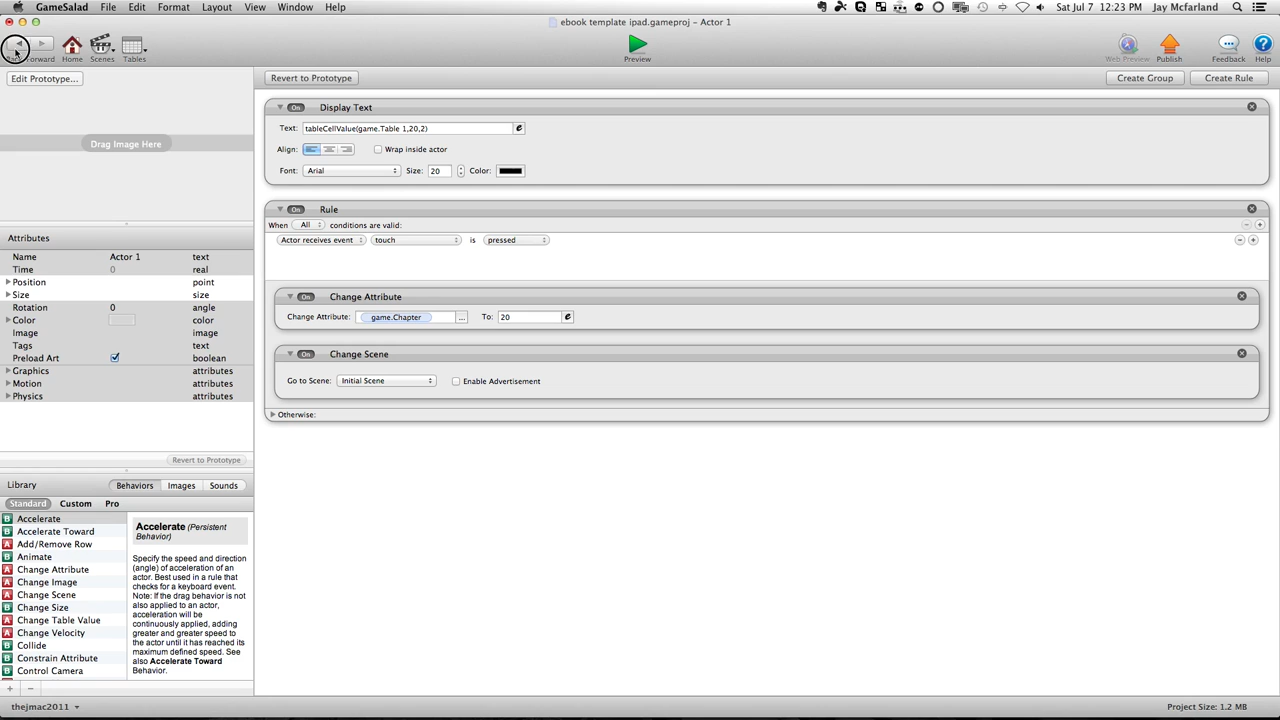 GameSalad File Edit Format Layout View Window Help Sat Jul 7 12:23 PM Jay Mcfarland
ebook template ipad.gameproj - Actor 1
Forward Home Scenes Tables Preview Web Preview Publish Feedback Help
Edit Prototype... Revert to Prototype Create Group Create Rule
Drag Image Here
Display Text
Text: tableCellValue(game.Table 1,20,2)
Align: Wrap inside actor
Font: Arial Size: 20 Color:
On Rule
When All conditions are valid:
Actor receives event touch is pressed
On Change Attribute
Change Attribute: game.Chapter ... To: 20
On Change Scene
Go to Scene: Initial Scene Enable Advertisement
Otherwise:
Attributes
Name Actor 1 text
Time 0 real
Position point
Size size
Rotation 0 angle
Color color
Image image
Tags text
Preload Art boolean
Graphics attributes
Motion attributes
Physics attributes
Revert to Prototype
Library Behaviors Images Sounds
Standard Custom Pro
Accelerate
Accelerate Toward
Add/Remove Row
Animate
Change Attribute
Change Image
Change Scene
Change Size
Change Table Value
Change Velocity
Collide
Constrain Attribute
Control Camera
Accelerate (Persistent
Behavior)
Specify the speed and direction
(angle) of acceleration of an
actor. Best used in a rule that
checks for a keyboard event.
Note: If the drag behavior is not
also applied to an actor,
acceleration will be
continuously applied, adding
greater and greater speed to
the actor until it has reached its
maximum defined speed. See
also Accelerate Toward
Behavior.
thejmac2011 Project Size: 1.2 MB